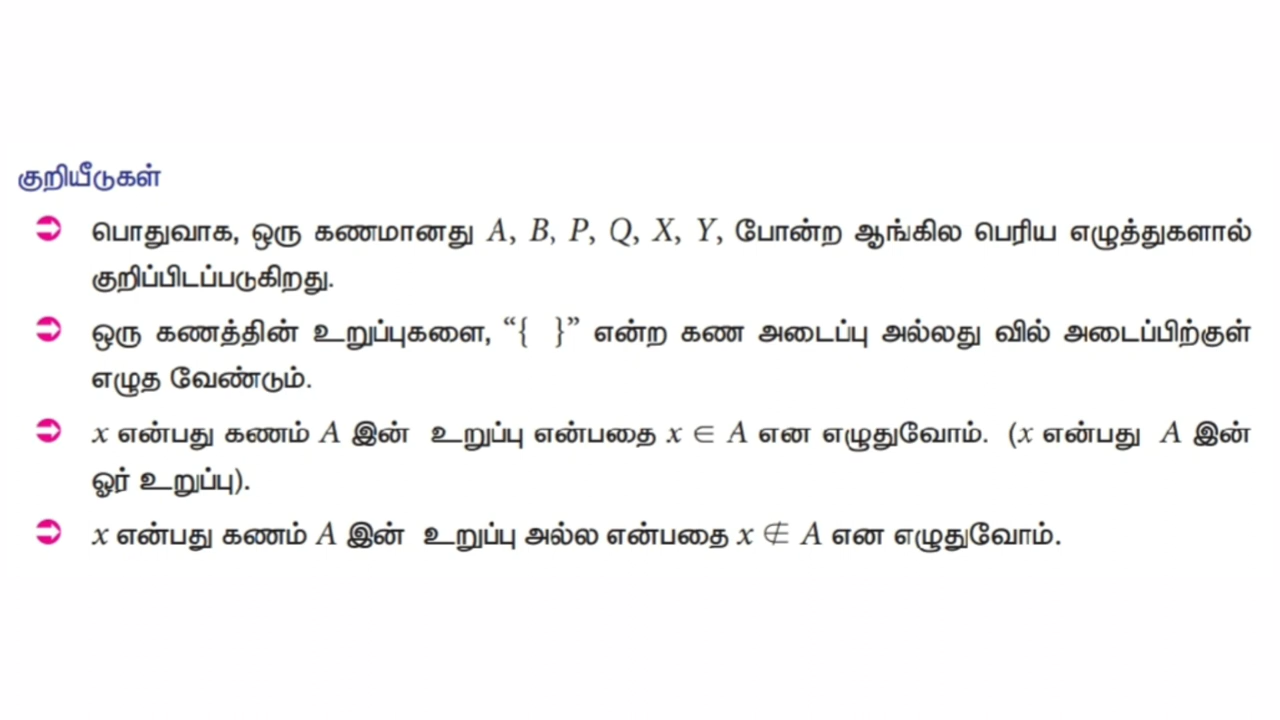 குறியீடுகள்
➲ பொதுவாக, ஒரு கணமானது A, B, P, Q, X, Y, போன்ற ஆங்கில பெரிய எழுத்துகளால்
குறிப்பிடப்படுகிறது.
➲ ஒரு கணத்தின் உறுப்புகளை, “{ }” என்ற கண அடைப்பு அல்லது வில் அடைப்பிற்குள்
எழுத வேண்டும்.
➲ x என்பது கணம் A இன் உறுப்பு என்பதை x ∈ A என எழுதுவோம். (x என்பது A இன்
ஓர் உறுப்பு).
➲ x என்பது கணம் A இன் உறுப்பு அல்ல என்பதை x ∉ A என எழுதுவோம்.